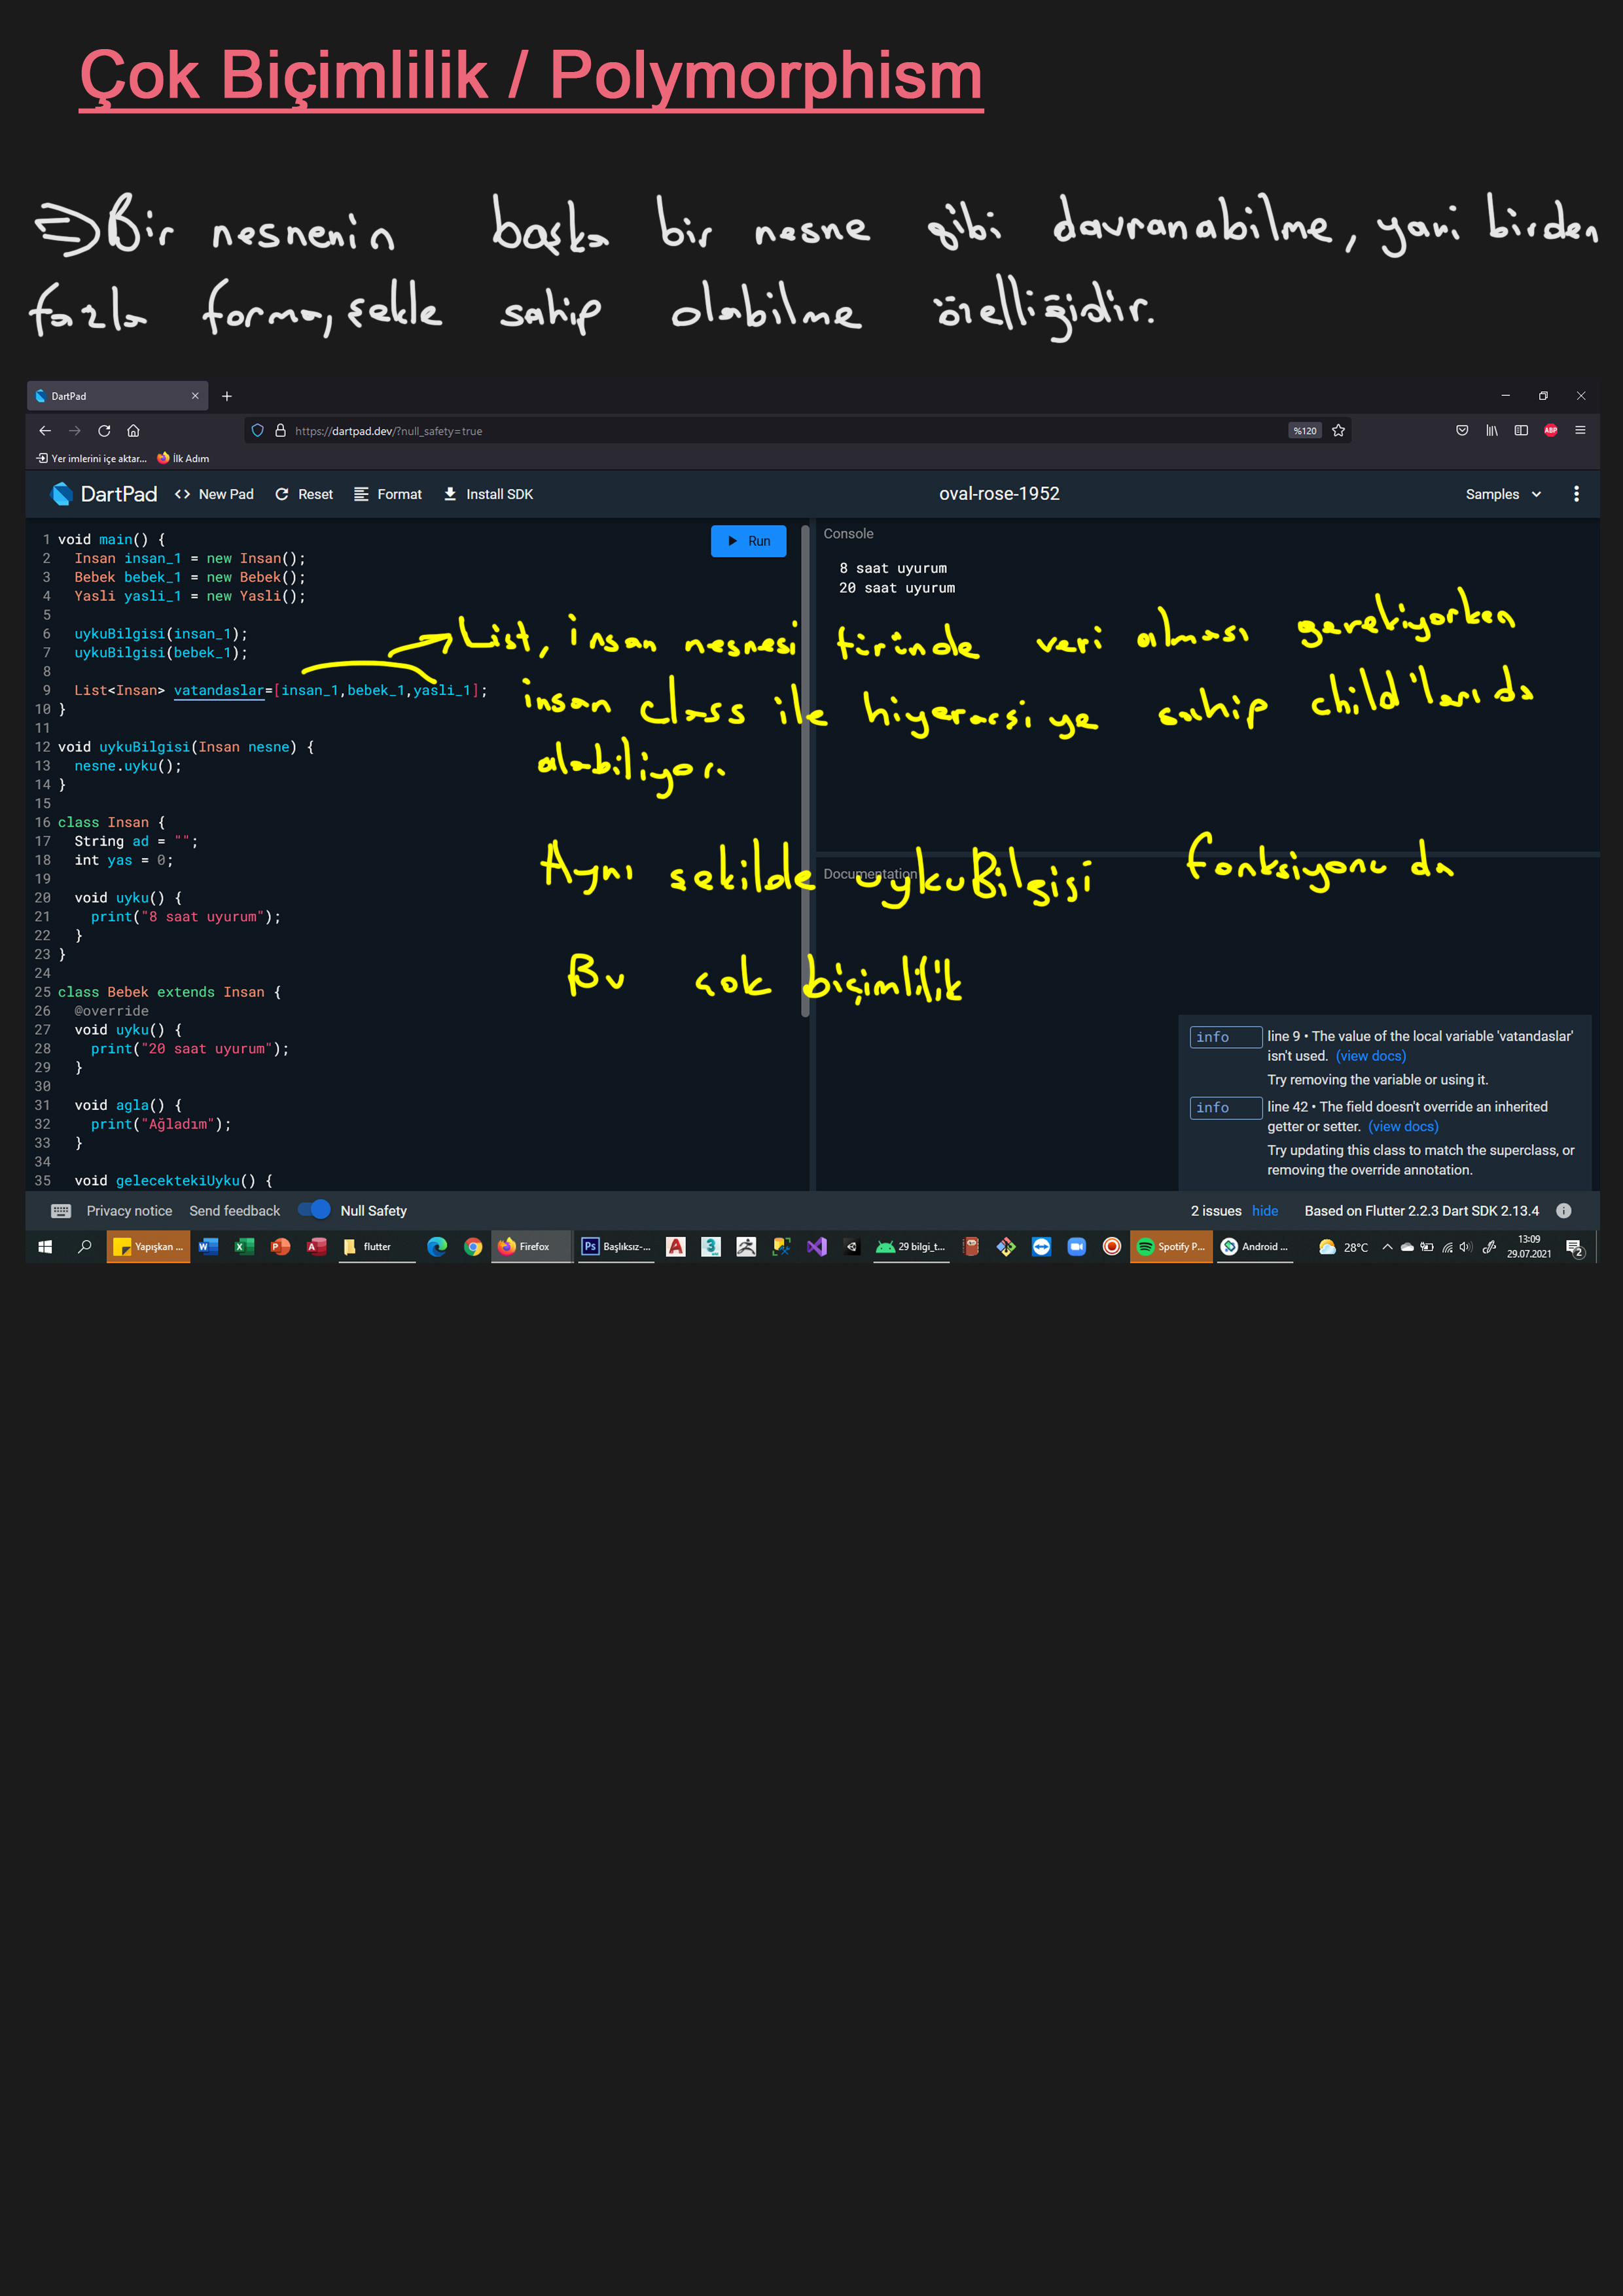 Çok Biçimlilik / Polymorphism
=> Bir nesnenin başka bir nesne gibi davranabilme, yani birden
fazla forma, şekle sahip olabilme özelliğidir.
DartPad
https://dartpad.dev/?null_safety=true
%120
ABP
Yer imlerini içe aktar...
İlk Adım
DartPad
<> New Pad
Reset
Format
Install SDK
oval-rose-1952
Samples
Run
1 void main() {
2 Insan insan_1 = new Insan();
3 Bebek bebek_1 = new Bebek();
4 Yasli yasli_1 = new Yasli();
5
6 uykuBilgisi(insan_1);
7 uykuBilgisi(bebek_1);
8
9 List<Insan> vatandaslar=[insan_1,bebek_1,yasli_1];
10 }
11
12 void uykuBilgisi(Insan nesne) {
13 nesne.uyku();
14 }
15
16 class Insan {
17 String ad = "";
18 int yas = 0;
19
20 void uyku() {
21 print("8 saat uyurum");
22 }
23 }
24
25 class Bebek extends Insan {
26 @override
27 void uyku() {
28 print("20 saat uyurum");
29 }
30
31 void agla() {
32 print("Ağladım");
33 }
34
35 void gelecektekiUyku() {
Console
8 saat uyurum
20 saat uyurum
List, insan nesnesi türünde veri alması gerekiyorken
insan class ile hiyerarşiye sahip child'ları da
alabiliyor.
Aynı şekilde uykuBilgisi fonksiyonu da
Bu çok biçimlilik
Documentation
info
line 9 • The value of the local variable 'vatandaslar'
isn't used. (view docs)
Try removing the variable or using it.
info
line 42 • The field doesn't override an inherited
getter or setter. (view docs)
Try updating this class to match the superclass, or
removing the override annotation.
Privacy notice
Send feedback
Null Safety
2 issues
hide
Based on Flutter 2.2.3 Dart SDK 2.13.4
Yapışkan ...
flutter
Firefox
Başlıksız-...
29 bilgi_t...
Spotify P...
Android ...
28°C
13:09
29.07.2021
2